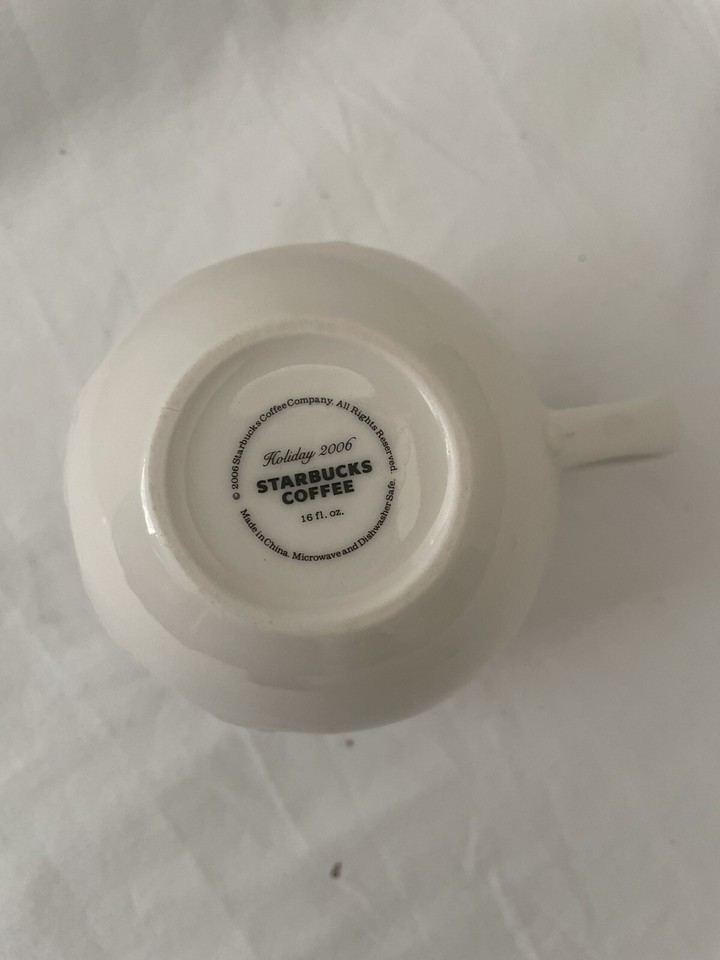 © 2006 Starbucks Coffee Company. All Rights Reserved.
Holiday 2006
STARBUCKS
COFFEE
16 fl. oz.
Made in China. Microwave and Dishwasher Safe.